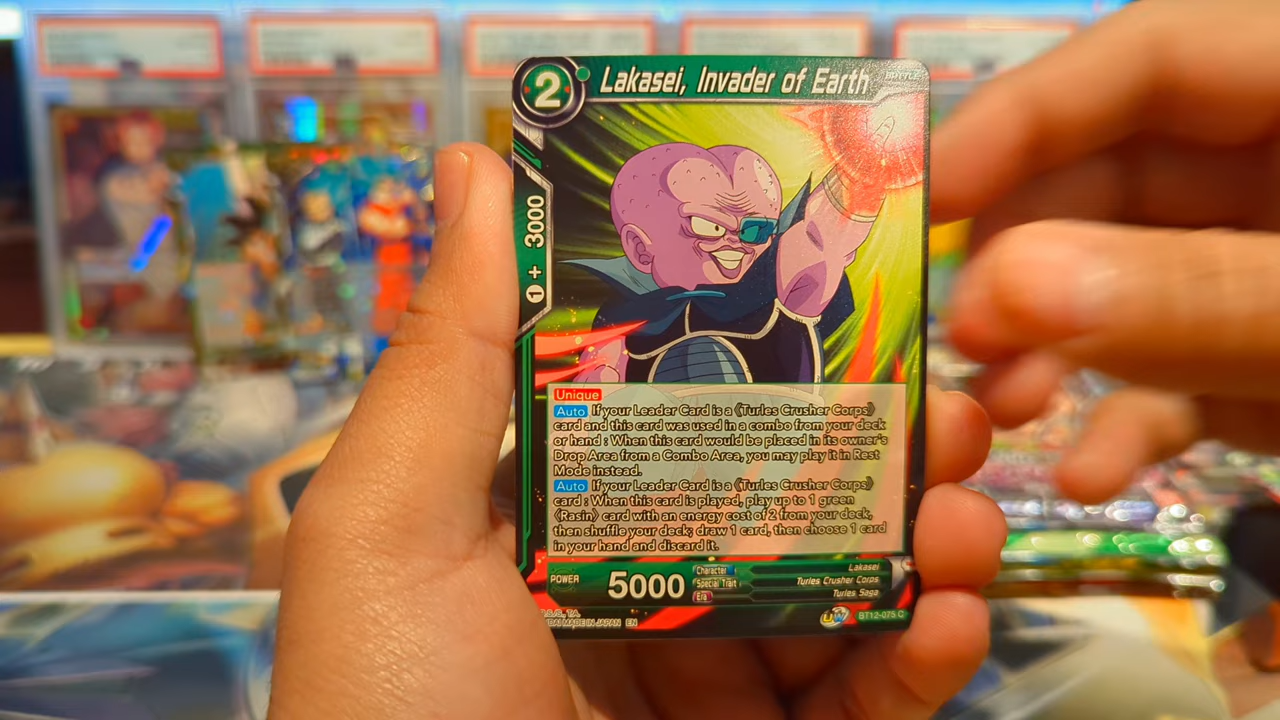 2
Lakasei, Invader of Earth
BATTLE
1 + 3000
Unique
Auto If your Leader Card is a 《Turles Crusher Corps》
card and this card was used in a combo from your deck
or hand : When this card would be placed in its owner's
Drop Area from a Combo Area, you may play it in Rest
Mode instead.
Auto If your Leader Card is a 《Turles Crusher Corps》
card : When this card is played, play up to 1 green
〈Rasin〉 card with an energy cost of 2 from your deck,
then shuffle your deck; draw 1 card, then choose 1 card
in your hand and discard it.
POWER 5000
Character Lakasei
Special Trait Turles Crusher Corps
Era Turles Saga
MADE IN JAPAN EN
UW
BT12-075 C